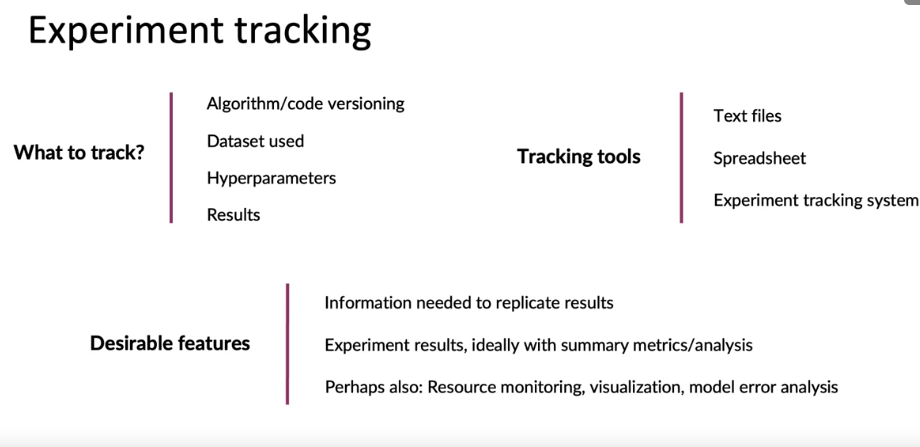 Experiment tracking
What to track?
Algorithm/code versioning
Dataset used
Hyperparameters
Results
Tracking tools
Text files
Spreadsheet
Experiment tracking system
Desirable features
Information needed to replicate results
Experiment results, ideally with summary metrics/analysis
Perhaps also: Resource monitoring, visualization, model error analysis